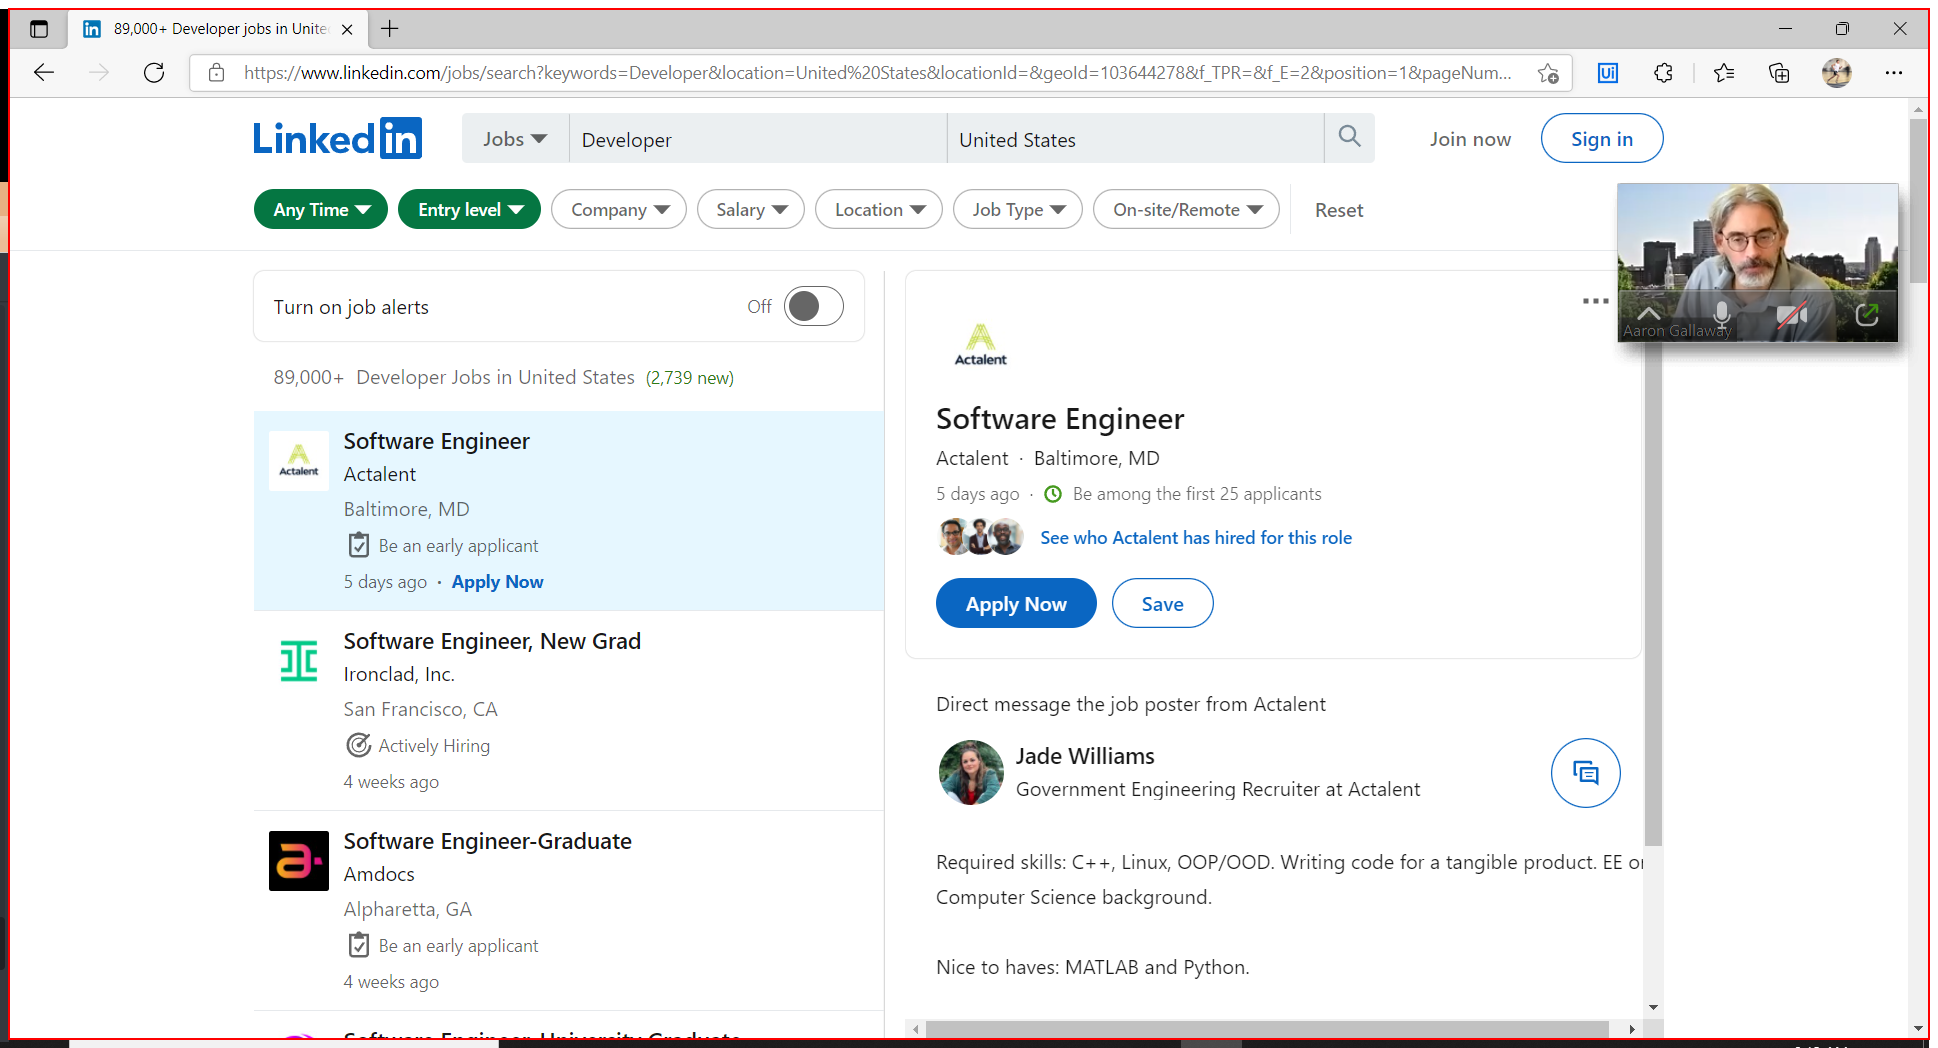 89,000+ Developer jobs in Unite
https://www.linkedin.com/jobs/search?keywords=Developer&location=United%20States&locationId=&geoId=103644278&f_TPR=&f_E=2&position=1&pageNum...
Ui
Linkedin
Jobs
Developer
United States
Join now
Sign in
Any Time
Entry level
Company
Salary
Location
Job Type
On-site/Remote
Reset
Aaron Gallaway
Turn on job alerts
Off
89,000+ Developer Jobs in United States (2,739 new)
Actalent
Software Engineer
Actalent
Baltimore, MD
Be an early applicant
5 days ago · Apply Now
Software Engineer, New Grad
Ironclad, Inc.
San Francisco, CA
Actively Hiring
4 weeks ago
Software Engineer-Graduate
Amdocs
Alpharetta, GA
Be an early applicant
4 weeks ago
Software Engineer, University Graduate
Actalent
Software Engineer
Actalent · Baltimore, MD
5 days ago · Be among the first 25 applicants
See who Actalent has hired for this role
Apply Now
Save
Direct message the job poster from Actalent
Jade Williams
Government Engineering Recruiter at Actalent
Required skills: C++, Linux, OOP/OOD. Writing code for a tangible product. EE or
Computer Science background.
Nice to haves: MATLAB and Python.